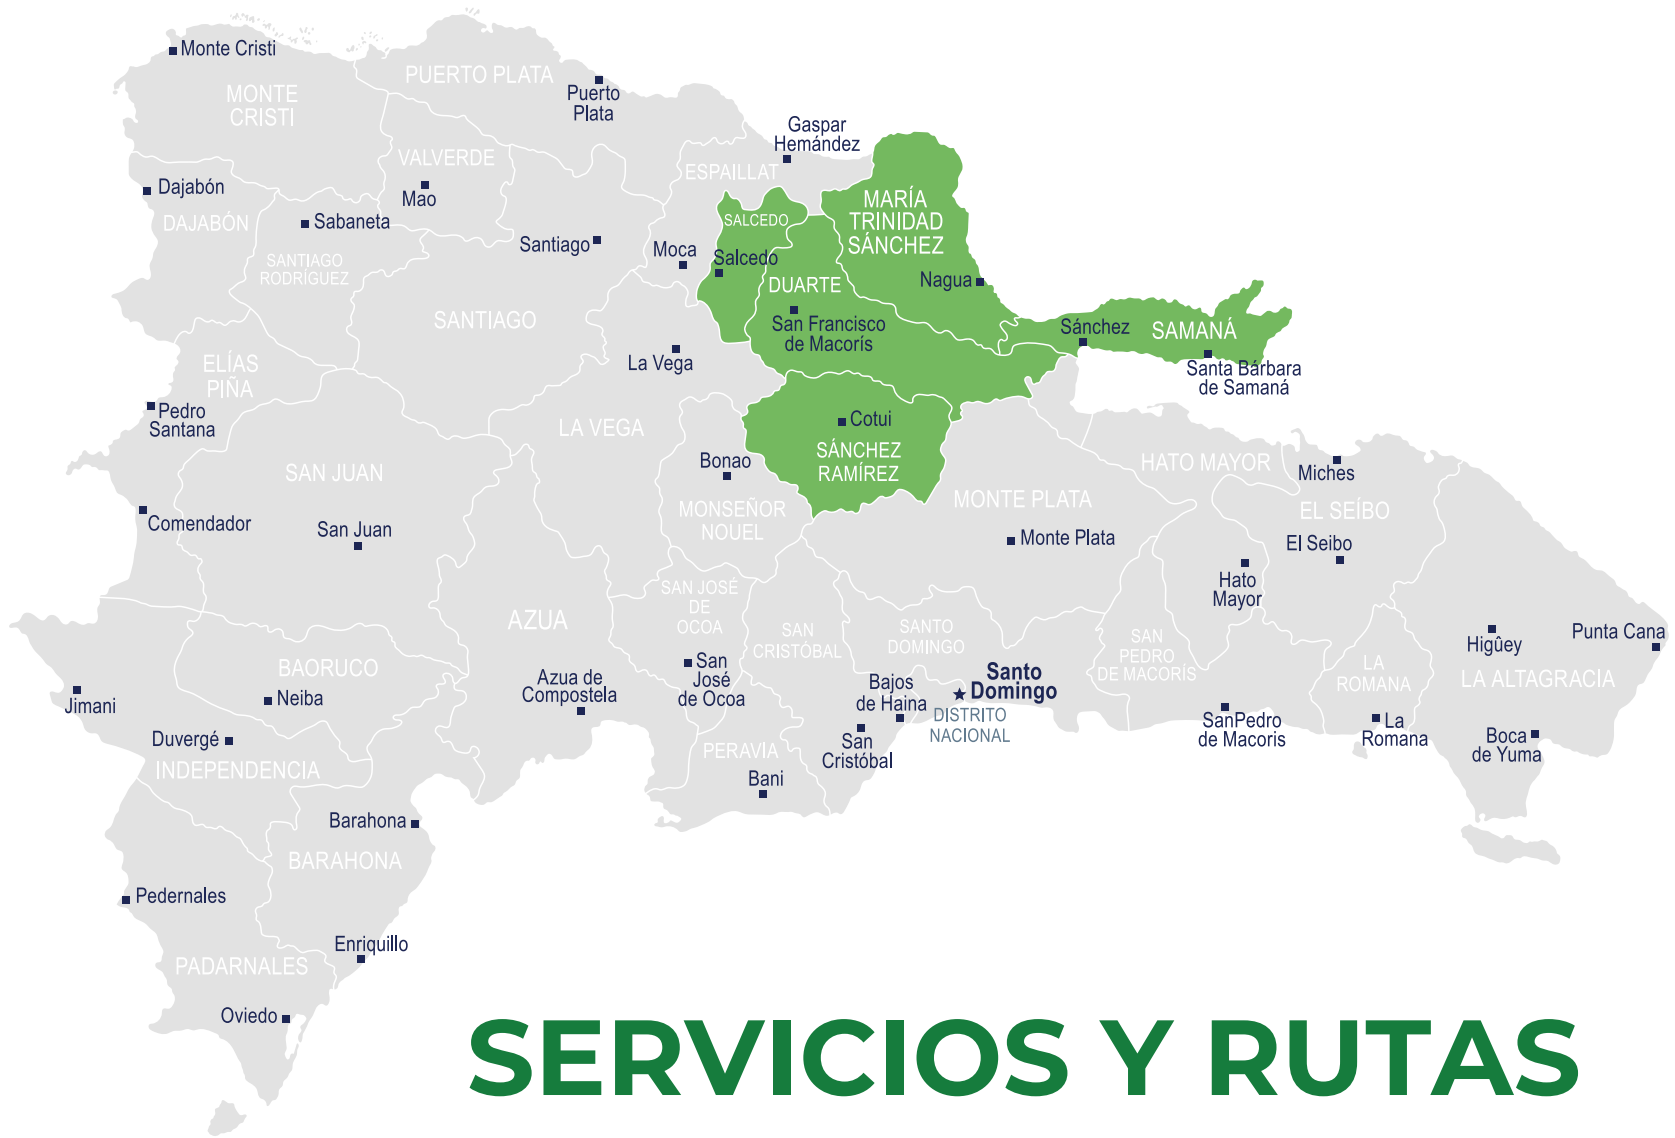 Monte Cristi
PUERTO PLATA
Puerto
Plata
MONTE
CRISTI
Gaspar
Hemández
VALVERDE
Mao
ESPAILLAT
Dajabón
DAJABÓN
Sabaneta
SANTIAGO
RODRÍGUEZ
Santiago
Moca
SALCEDO
Salcedo
MARÍA
TRINIDAD
SÁNCHEZ
Nagua
DUARTE
San Francisco
de Macorís
SANTIAGO
Sánchez
SAMANÁ
Santa Bárbara
de Samaná
ELÍAS
PIÑA
La Vega
Pedro
Santana
LA VEGA
Cotui
SÁNCHEZ
RAMÍREZ
SAN JUAN
Bonao
MONSEÑOR
NOUEL
HATO MAYOR
Miches
MONTE PLATA
EL SEÍBO
Comendador
San Juan
Monte Plata
El Seibo
Hato
Mayor
SAN JOSÉ
DE
OCOA
AZUA
SAN
CRISTÓBAL
SANTO
DOMINGO
SAN
PEDRO
DE MACORÍS
Higûey
Punta Cana
BAORUCO
Neiba
Jimani
Azua de
Compostela
San
José
de Ocoa
Bajos
de Haina
Santo
Domingo
DISTRITO
NACIONAL
LA
ROMANA
LA ALTAGRACIA
Duvergé
INDEPENDENCIA
PERAVIA
Bani
San
Cristóbal
SanPedro
de Macoris
La
Romana
Boca
de Yuma
Barahona
BARAHONA
Pedernales
Enriquillo
PADARNALES
Oviedo
SERVICIOS Y RUTAS